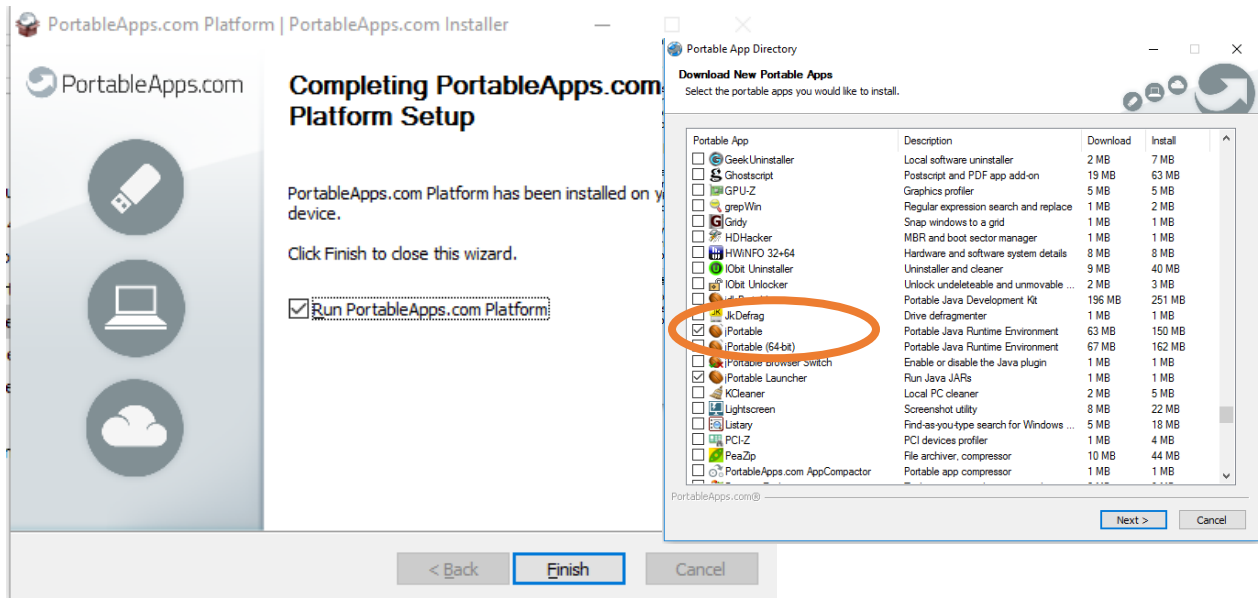 PortableApps.com Platform | PortableApps.com Installer
PortableApps.com
Completing PortableApps.com
Platform Setup
PortableApps.com Platform has been installed on y
device.
Click Finish to close this wizard.
Run PortableApps.com Platform
< Back Finish Cancel
Portable App Directory
Download New Portable Apps
Select the portable apps you would like to install.
Portable App Description Download Install
GeekUninstaller Local software uninstaller 2 MB 7 MB
Ghostscript Postscript and PDF app add-on 19 MB 63 MB
GPU-Z Graphics profiler 5 MB 5 MB
grepWin Regular expression search and replace 1 MB 2 MB
Gridy Snap windows to a grid 1 MB 1 MB
HDHacker MBR and boot sector manager 1 MB 1 MB
HWiNFO 32+64 Hardware and software system details 8 MB 8 MB
IObit Uninstaller Uninstaller and cleaner 9 MB 40 MB
IObit Unlocker Unlock undeleteable and unmovable ... 2 MB 3 MB
Portable Java Development Kit 196 MB 251 MB
JkDefrag Drive defragmenter 1 MB 1 MB
jPortable Portable Java Runtime Environment 63 MB 150 MB
jPortable (64-bit) Portable Java Runtime Environment 67 MB 162 MB
jPortable Browser Switch Enable or disable the Java plugin 1 MB 1 MB
jPortable Launcher Run Java JARs 1 MB 1 MB
KCleaner Local PC cleaner 2 MB 5 MB
Lightscreen Screenshot utility 8 MB 22 MB
Listary Find-as-you-type search for Windows ... 5 MB 18 MB
PCI-Z PCI devices profiler 1 MB 4 MB
PeaZip File archiver, compressor 10 MB 44 MB
PortableApps.com AppCompactor Portable app compressor 1 MB 1 MB
PortableApps.com®
Next > Cancel